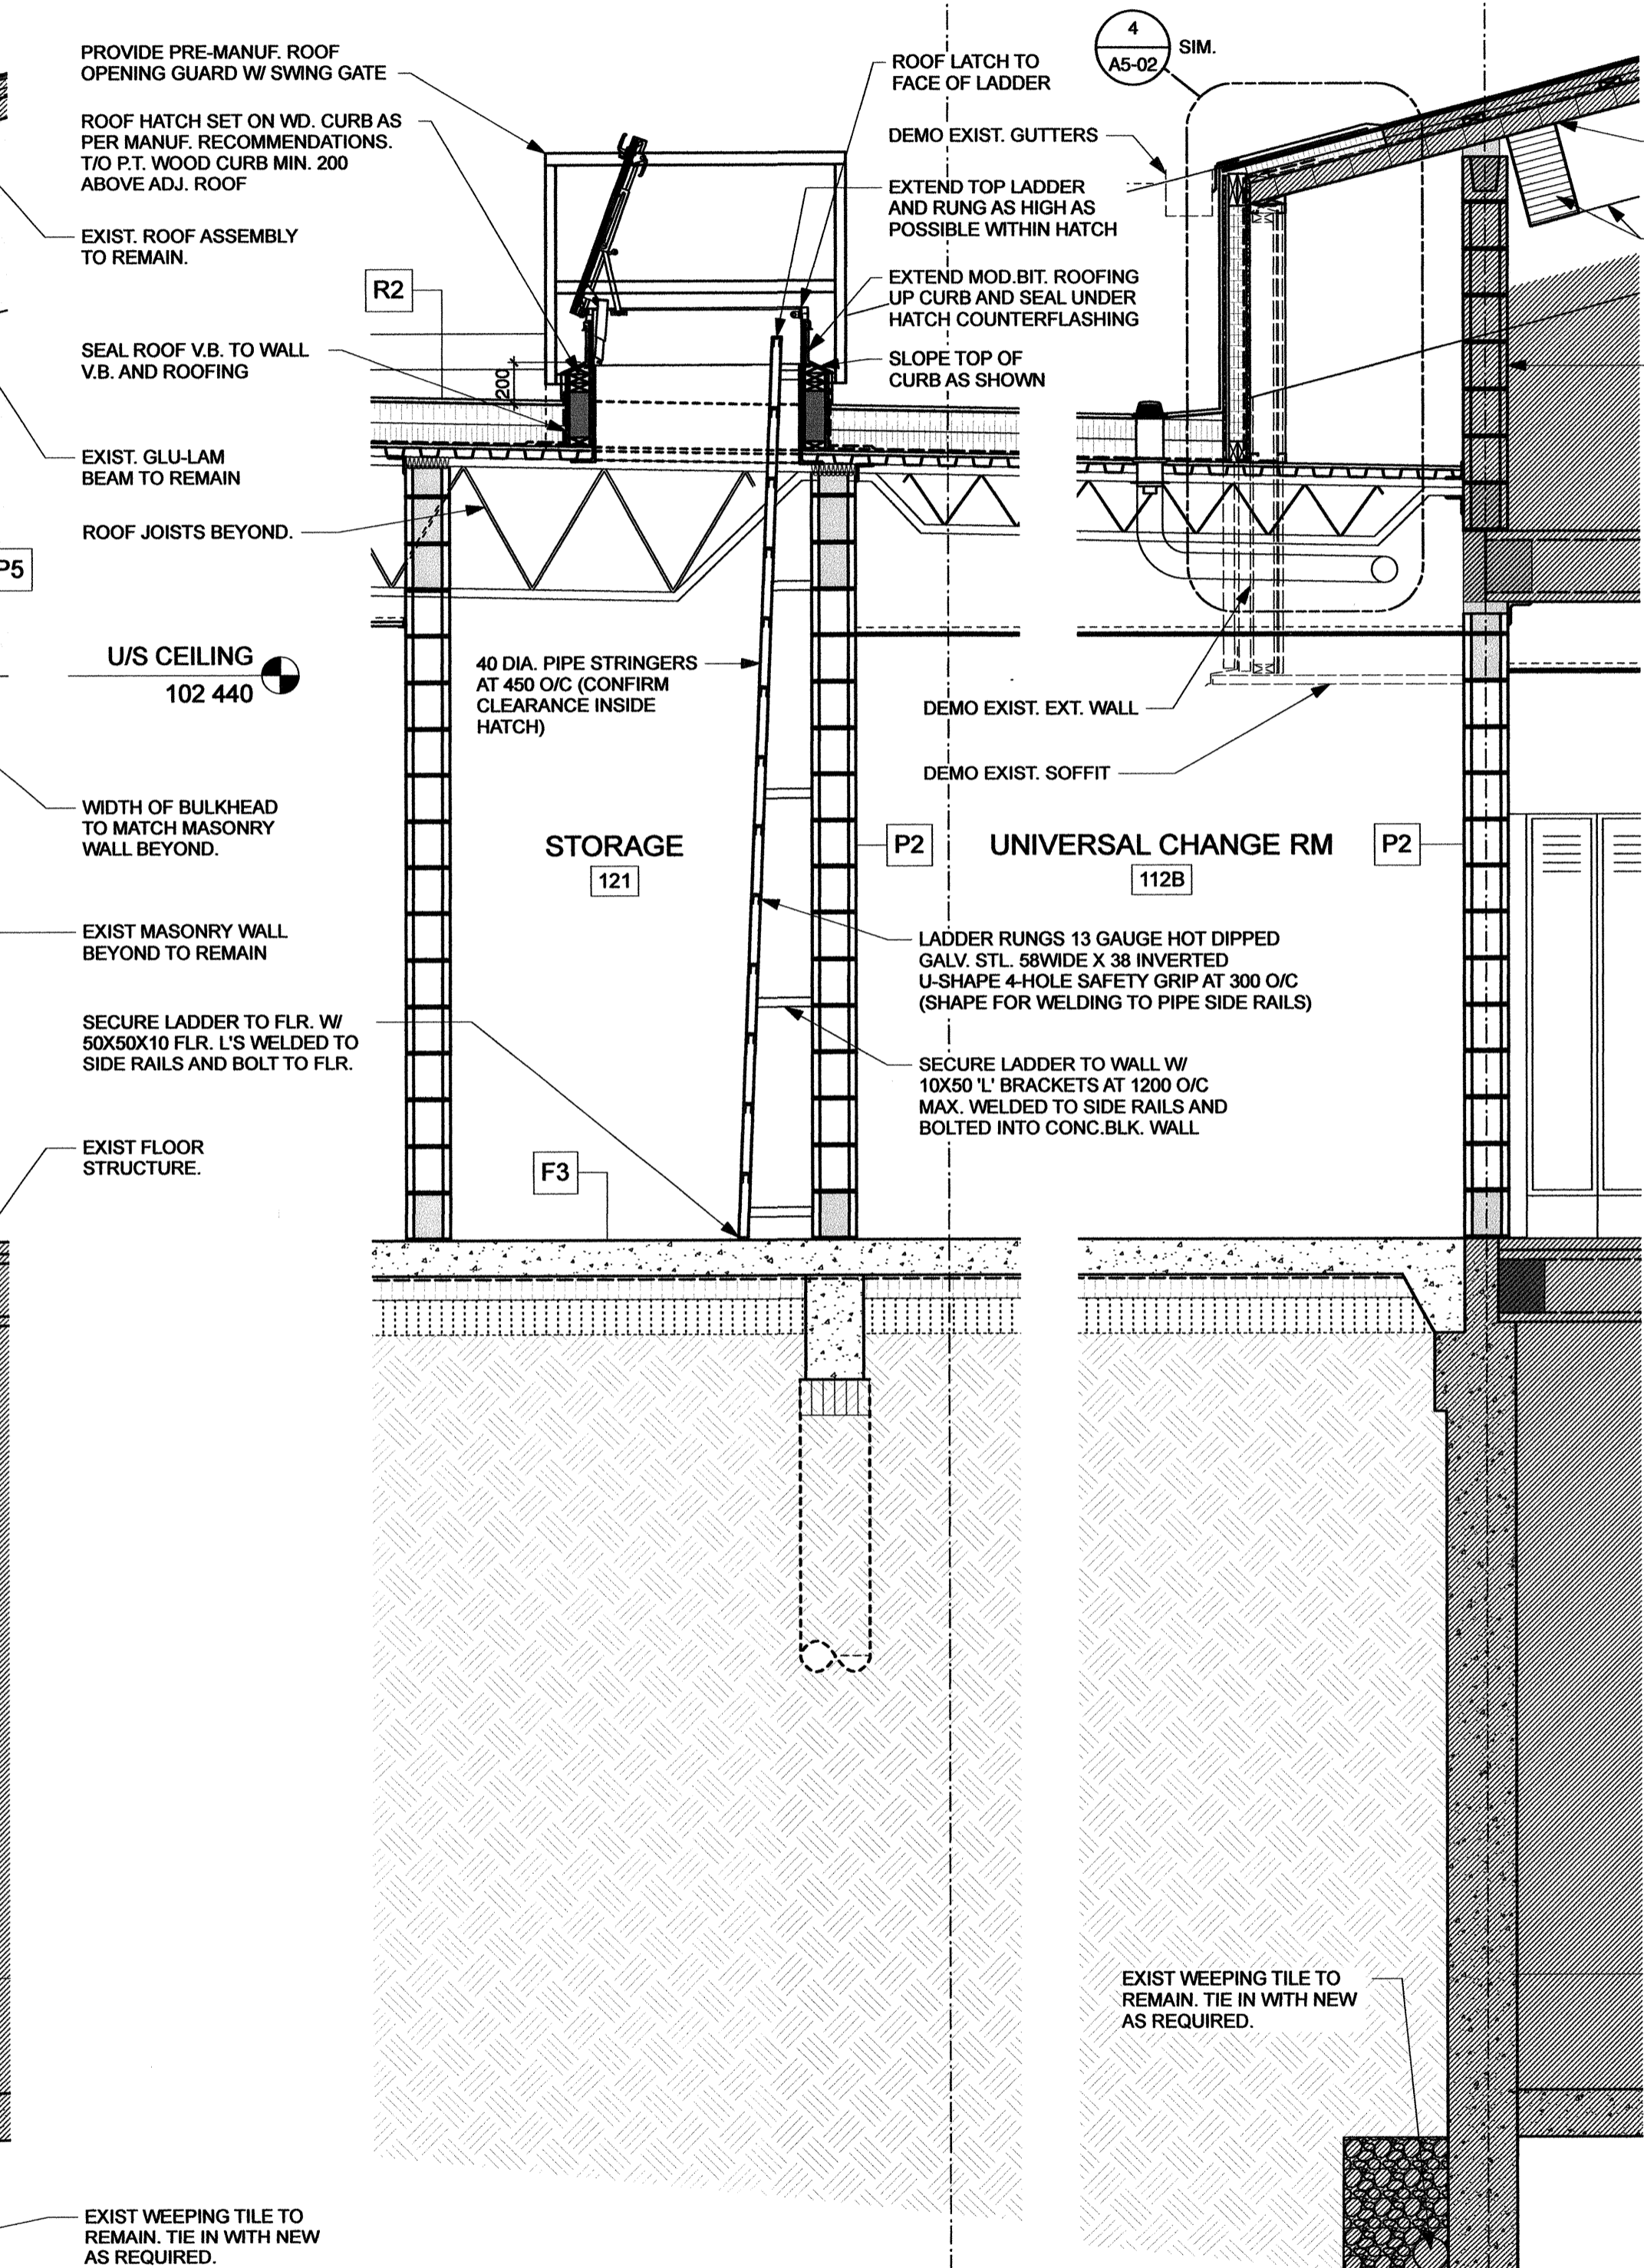 PROVIDE PRE-MANUF. ROOF
OPENING GUARD W/ SWING GATE
ROOF HATCH SET ON WD. CURB AS
PER MANUF. RECOMMENDATIONS.
T/O P.T. WOOD CURB MIN. 200
ABOVE ADJ. ROOF
EXIST. ROOF ASSEMBLY
TO REMAIN.
R2
SEAL ROOF V.B. TO WALL
V.B. AND ROOFING
200
EXIST. GLU-LAM
BEAM TO REMAIN
ROOF JOISTS BEYOND.
P5
U/S CEILING
102 440
WIDTH OF BULKHEAD
TO MATCH MASONRY
WALL BEYOND.
EXIST MASONRY WALL
BEYOND TO REMAIN
SECURE LADDER TO FLR. W/
50X50X10 FLR. L'S WELDED TO
SIDE RAILS AND BOLT TO FLR.
EXIST FLOOR
STRUCTURE.
F3
ROOF LATCH TO
FACE OF LADDER
4
A5-02
SIM.
DEMO EXIST. GUTTERS
EXTEND TOP LADDER
AND RUNG AS HIGH AS
POSSIBLE WITHIN HATCH
EXTEND MOD.BIT. ROOFING
UP CURB AND SEAL UNDER
HATCH COUNTERFLASHING
SLOPE TOP OF
CURB AS SHOWN
40 DIA. PIPE STRINGERS
AT 450 O/C (CONFIRM
CLEARANCE INSIDE
HATCH)
DEMO EXIST. EXT. WALL
DEMO EXIST. SOFFIT
STORAGE
121
P2
UNIVERSAL CHANGE RM
112B
P2
LADDER RUNGS 13 GAUGE HOT DIPPED
GALV. STL. 58WIDE X 38 INVERTED
U-SHAPE 4-HOLE SAFETY GRIP AT 300 O/C
(SHAPE FOR WELDING TO PIPE SIDE RAILS)
SECURE LADDER TO WALL W/
10X50 'L' BRACKETS AT 1200 O/C
MAX. WELDED TO SIDE RAILS AND
BOLTED INTO CONC.BLK. WALL
EXIST WEEPING TILE TO
REMAIN. TIE IN WITH NEW
AS REQUIRED.
EXIST WEEPING TILE TO
REMAIN. TIE IN WITH NEW
AS REQUIRED.